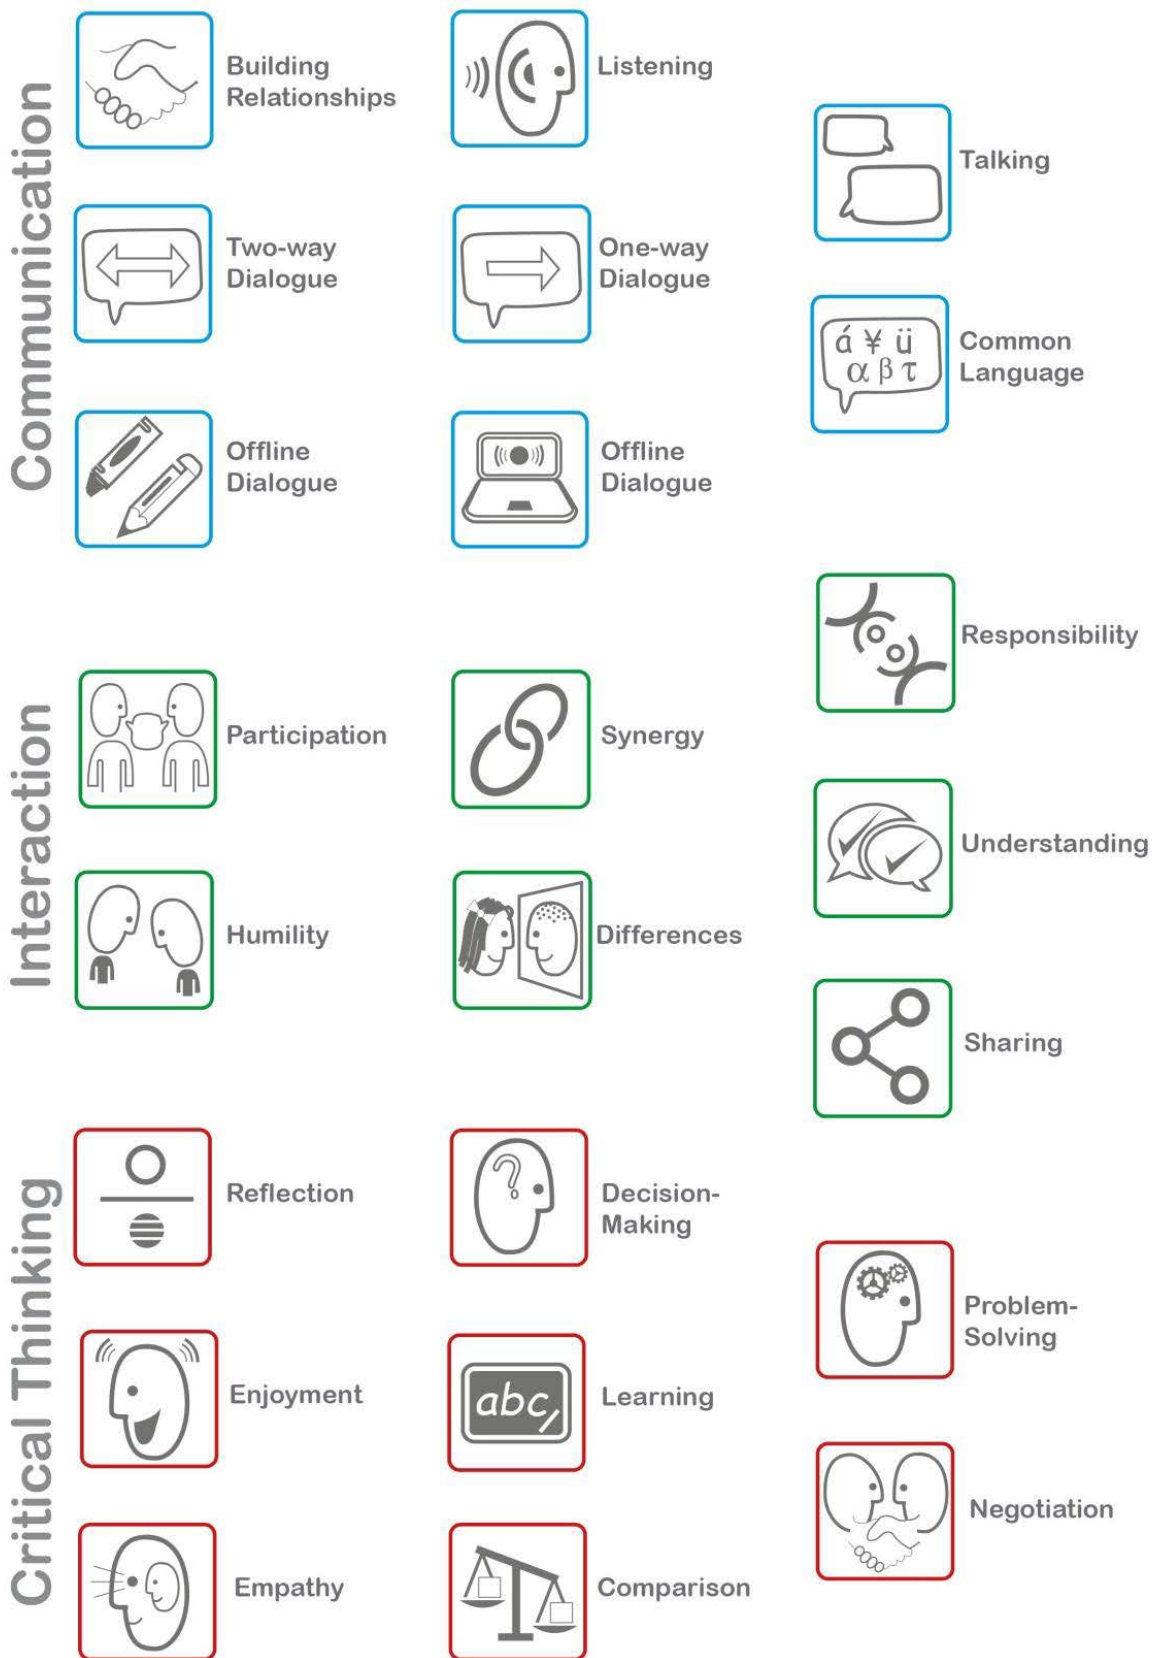 Communication
Building
Relationships
Listening
Talking
Two-way
Dialogue
One-way
Dialogue
á ¥ ü
α β τ
Common
Language
Offline
Dialogue
Offline
Dialogue
Interaction
Responsibility
Participation
Synergy
Understanding
Humility
Differences
Sharing
Critical Thinking
Reflection
?
Decision-
Making
Problem-
Solving
Enjoyment
abc
Learning
Negotiation
Empathy
Comparison